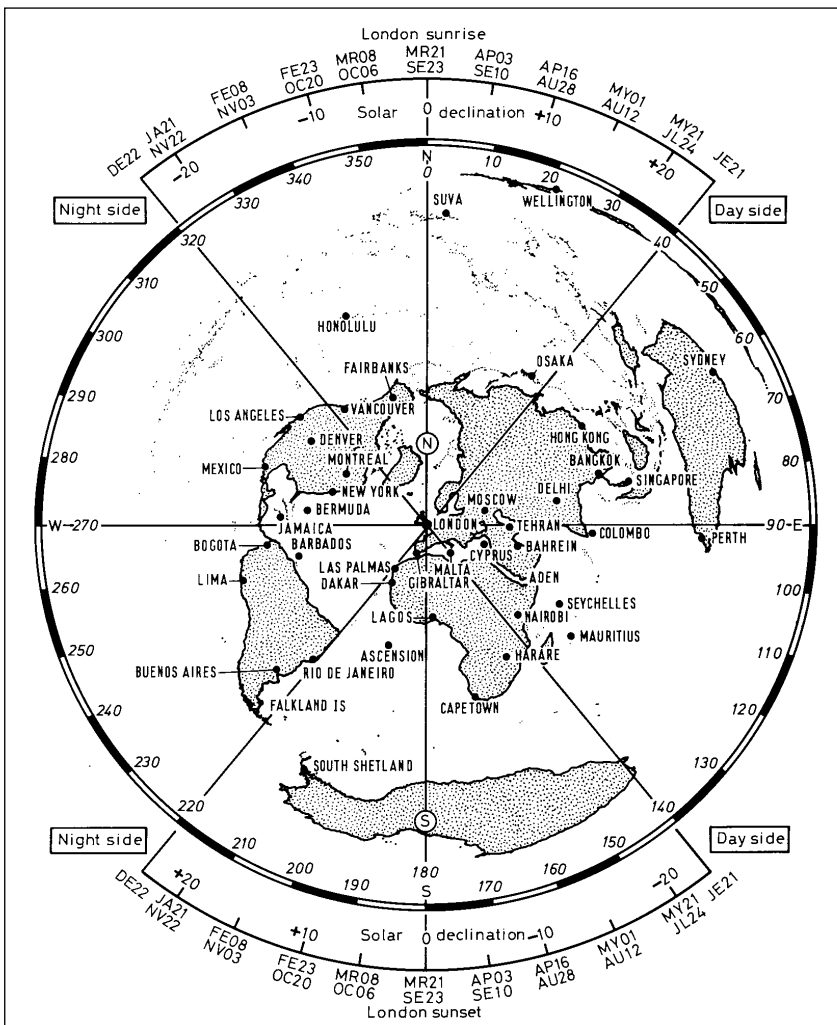 London sunrise
DE22
JA21
NV22
FE08
NV03
FE23
OC20
MR08
OC06
MR21
SE23
AP03
SE10
AP16
AU28
MY01
AU12
MY21
JL24
JE21
-20
-10
Solar
0
declination
+10
+20
N
0
10
20
30
40
50
60
70
80
90-E
100
110
120
130
140
150
160
170
180
S
190
200
210
220
230
240
250
260
W-270
280
290
300
310
320
330
340
350
Night side
Day side
SUVA
WELLINGTON
HONOLULU
FAIRBANKS
OSAKA
SYDNEY
LOS ANGELES
VANCOUVER
DENVER
N
HONG KONG
MONTREAL
BANGKOK
MEXICO
NEW YORK
MOSCOW
DELHI
SINGAPORE
BERMUDA
LONDON
TEHRAN
JAMAICA
COLOMBO
PERTH
BOGOTA
BARBADOS
CYPRUS
BAHREIN
LAS PALMAS
MALTA
LIMA
DAKAR
GIBRALTAR
ADEN
LAGOS
NAIROBI
SEYCHELLES
MAURITIUS
ASCENSION
HARARE
BUENOS AIRES
RIO DE JANEIRO
FALKLAND IS
CAPETOWN
SOUTH SHETLAND
S
Night side
Day side
+20
+10
Solar
0
declination
-10
-20
DE22
JA21
NV22
FE08
NV03
FE23
OC20
MR08
OC06
MR21
SE23
AP03
SE10
AP16
AU28
MY01
AU12
MY21
JL24
JE21
London sunset